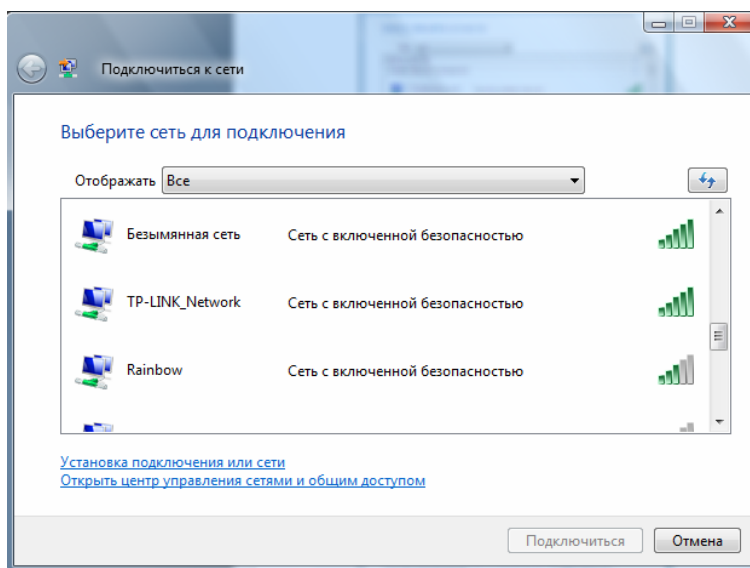 Подключиться к сети
Выберите сеть для подключения
Отображать Все
Безымянная сеть Сеть с включенной безопасностью
TP-LINK_Network Сеть с включенной безопасностью
Rainbow Сеть с включенной безопасностью
Установка подключения или сети
Открыть центр управления сетями и общим доступом
Подключиться Отмена